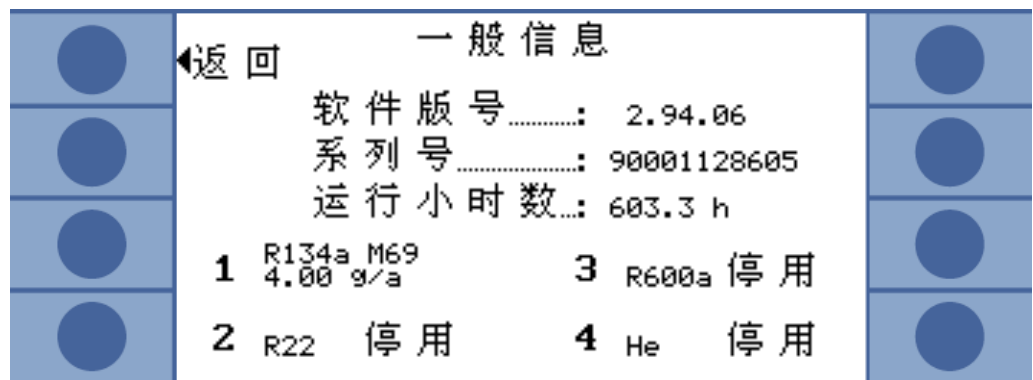 一般信息
返回
软件版号...........: 2.94.06
系列号...................: 90001128605
运行小时数...: 603.3 h
1 R134a M69
4.00 g/a
3 R600a 停用
2 R22 停用
4 He 停用